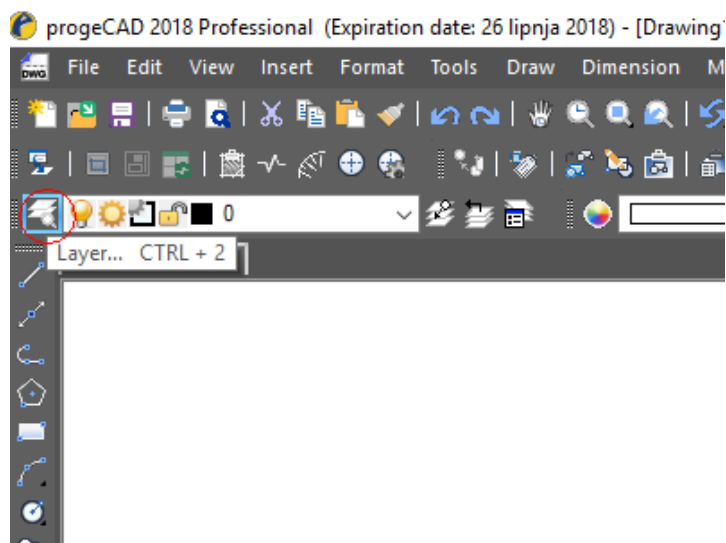 progeCAD 2018 Professional (Expiration date: 26 lipnja 2018) - [Drawing
DWG File Edit View Insert Format Tools Draw Dimension M
0
Layer... CTRL + 2